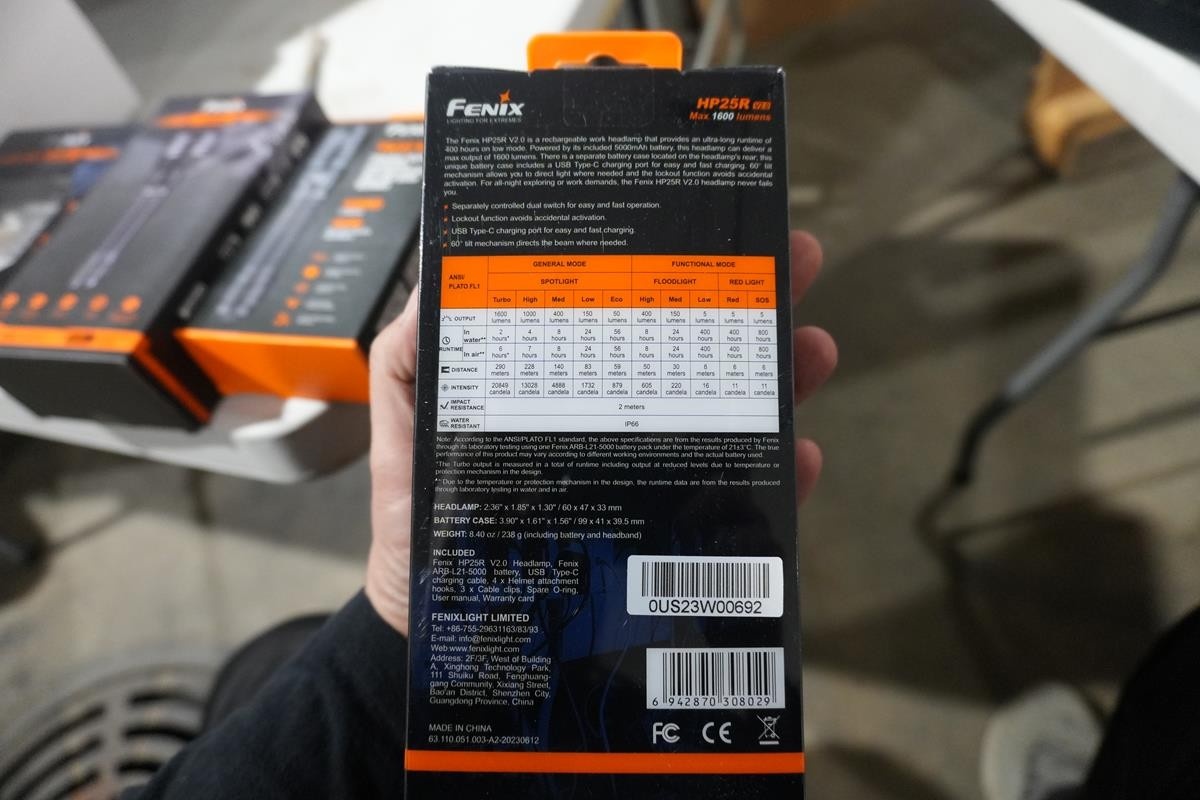 FENIX
LIGHTING FOR EXTREMES
HP25R V2.0
Max 1600 lumens
The Fenix HP25R V2.0 is a rechargeable work headlamp that provides an ultra-long runtime of
400 hours on low mode. Powered by its included 5000mAh battery, this headlamp can deliver a
max output of 1600 lumens. There is a separate battery case located on the headlamp's rear; this
unique battery case includes a USB Type-C charging port for easy and fast charging. 60° tilt
mechanism allows you to direct light where needed and the lockout function avoids accidental
activation. For all-night exploring or work demands, the Fenix HP25R V2.0 headlamp never fails
you.
Separately controlled dual switch for easy and fast operation.
Lockout function avoids accidental activation.
USB Type-C charging port for easy and fast charging.
60° tilt mechanism directs the beam where needed.
ANSI/PLATO FL1 GENERAL MODE FUNCTIONAL MODE
SPOTLIGHT FLOODLIGHT RED LIGHT
Turbo High Med Low Eco High Med Low Red SOS
OUTPUT 1600 lumens 1000 lumens 400 lumens 150 lumens 50 lumens 400 lumens 150 lumens 5 lumens 5 lumens 5 lumens
RUNTIME In water** 2 hours* 4 hours 8 hours 24 hours 56 hours 8 hours 24 hours 400 hours 400 hours 800 hours
In air** 6 hours* 7 hours 8 hours 24 hours 56 hours 8 hours 24 hours 400 hours 400 hours 800 hours
DISTANCE 290 meters 228 meters 140 meters 83 meters 59 meters 50 meters 30 meters 8 meters 6 meters 6 meters
INTENSITY 20849 candela 13028 candela 4888 candela 1732 candela 879 candela 605 candela 220 candela 16 candela 11 candela 11 candela
IMPACT RESISTANCE 2 meters
WATER RESISTANT IP66
Note: According to the ANSI/PLATO FL1 standard, the above specifications are from the results produced by Fenix
through its laboratory testing using one Fenix ARB-L21-5000 battery pack under the temperature of 21±3°C. The true
performance of this product may vary according to different working environments and the actual battery used.
*The Turbo output is measured in a total of runtime including output at reduced levels due to temperature or
protection mechanism in the design.
**Due to the temperature or protection mechanism in the design, the runtime data are from the results produced
through laboratory testing in water and in air.
HEADLAMP: 2.36" x 1.85" x 1.30" / 60 x 47 x 33 mm
BATTERY CASE: 3.90" x 1.61" x 1.56" / 99 x 41 x 39.5 mm
WEIGHT: 8.40 oz / 238 g (including battery and headband)
INCLUDED
Fenix HP25R V2.0 Headlamp, Fenix
ARB-L21-5000 battery, USB Type-C
charging cable, 4 x Helmet attachment
hooks, 3 x Cable clips, Spare O-ring,
User manual, Warranty card
0US23W00692
FENIXLIGHT LIMITED
Tel: +86-755-29631163/83/93
E-mail: info@fenixlight.com
Web:www.fenixlight.com
Address: 2F/3F, West of Building
A, Xinghong Technology Park,
111 Shuiku Road, Fenghuang-
gang Community, Xixiang Street,
Bao'an District, Shenzhen City,
Guangdong Province, China
6 942870 308029
MADE IN CHINA
63.110.051.003-A2-20230612
FC CE
FENIX